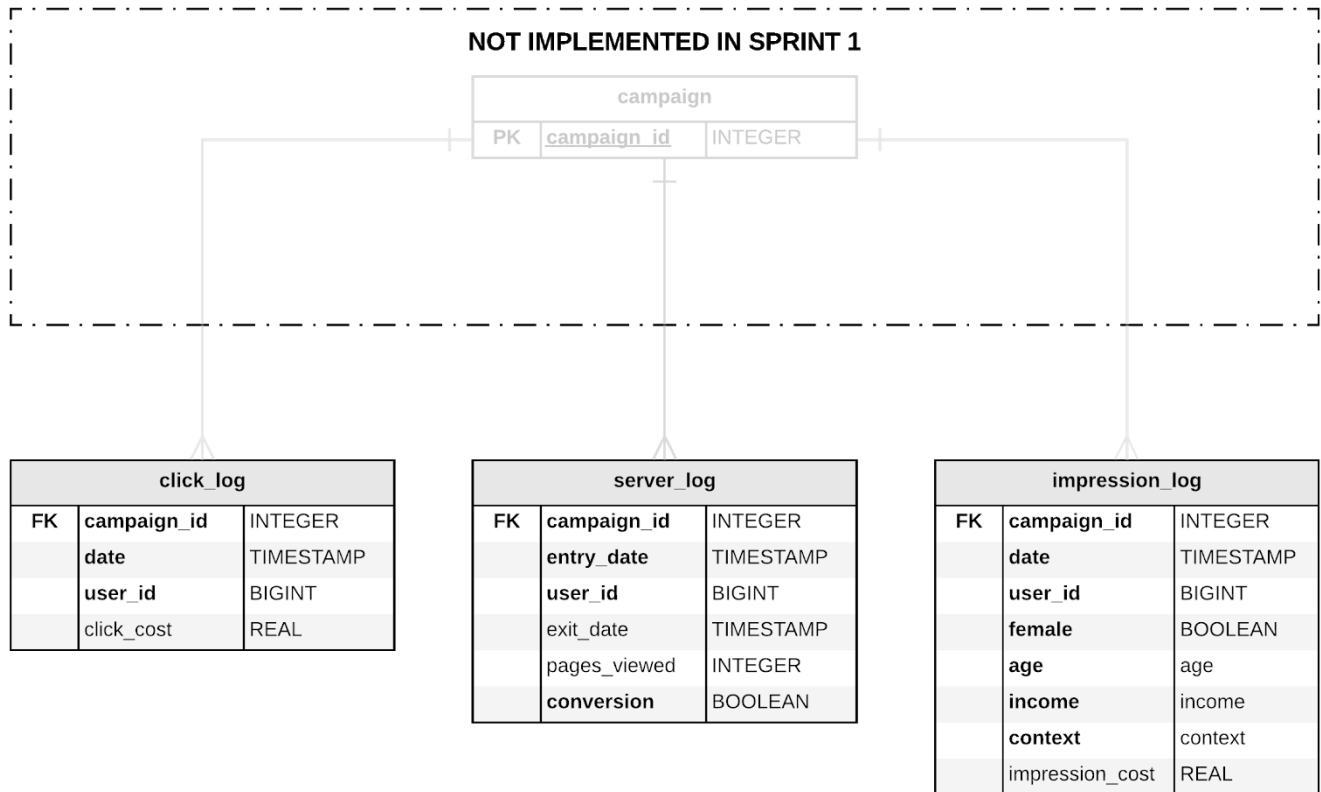 NOT IMPLEMENTED IN SPRINT 1
campaign
PK campaign_id INTEGER
click_log
FK campaign_id INTEGER
date TIMESTAMP
user_id BIGINT
click_cost REAL
server_log
FK campaign_id INTEGER
entry_date TIMESTAMP
user_id BIGINT
exit_date TIMESTAMP
pages_viewed INTEGER
conversion BOOLEAN
impression_log
FK campaign_id INTEGER
date TIMESTAMP
user_id BIGINT
female BOOLEAN
age age
income income
context context
impression_cost REAL